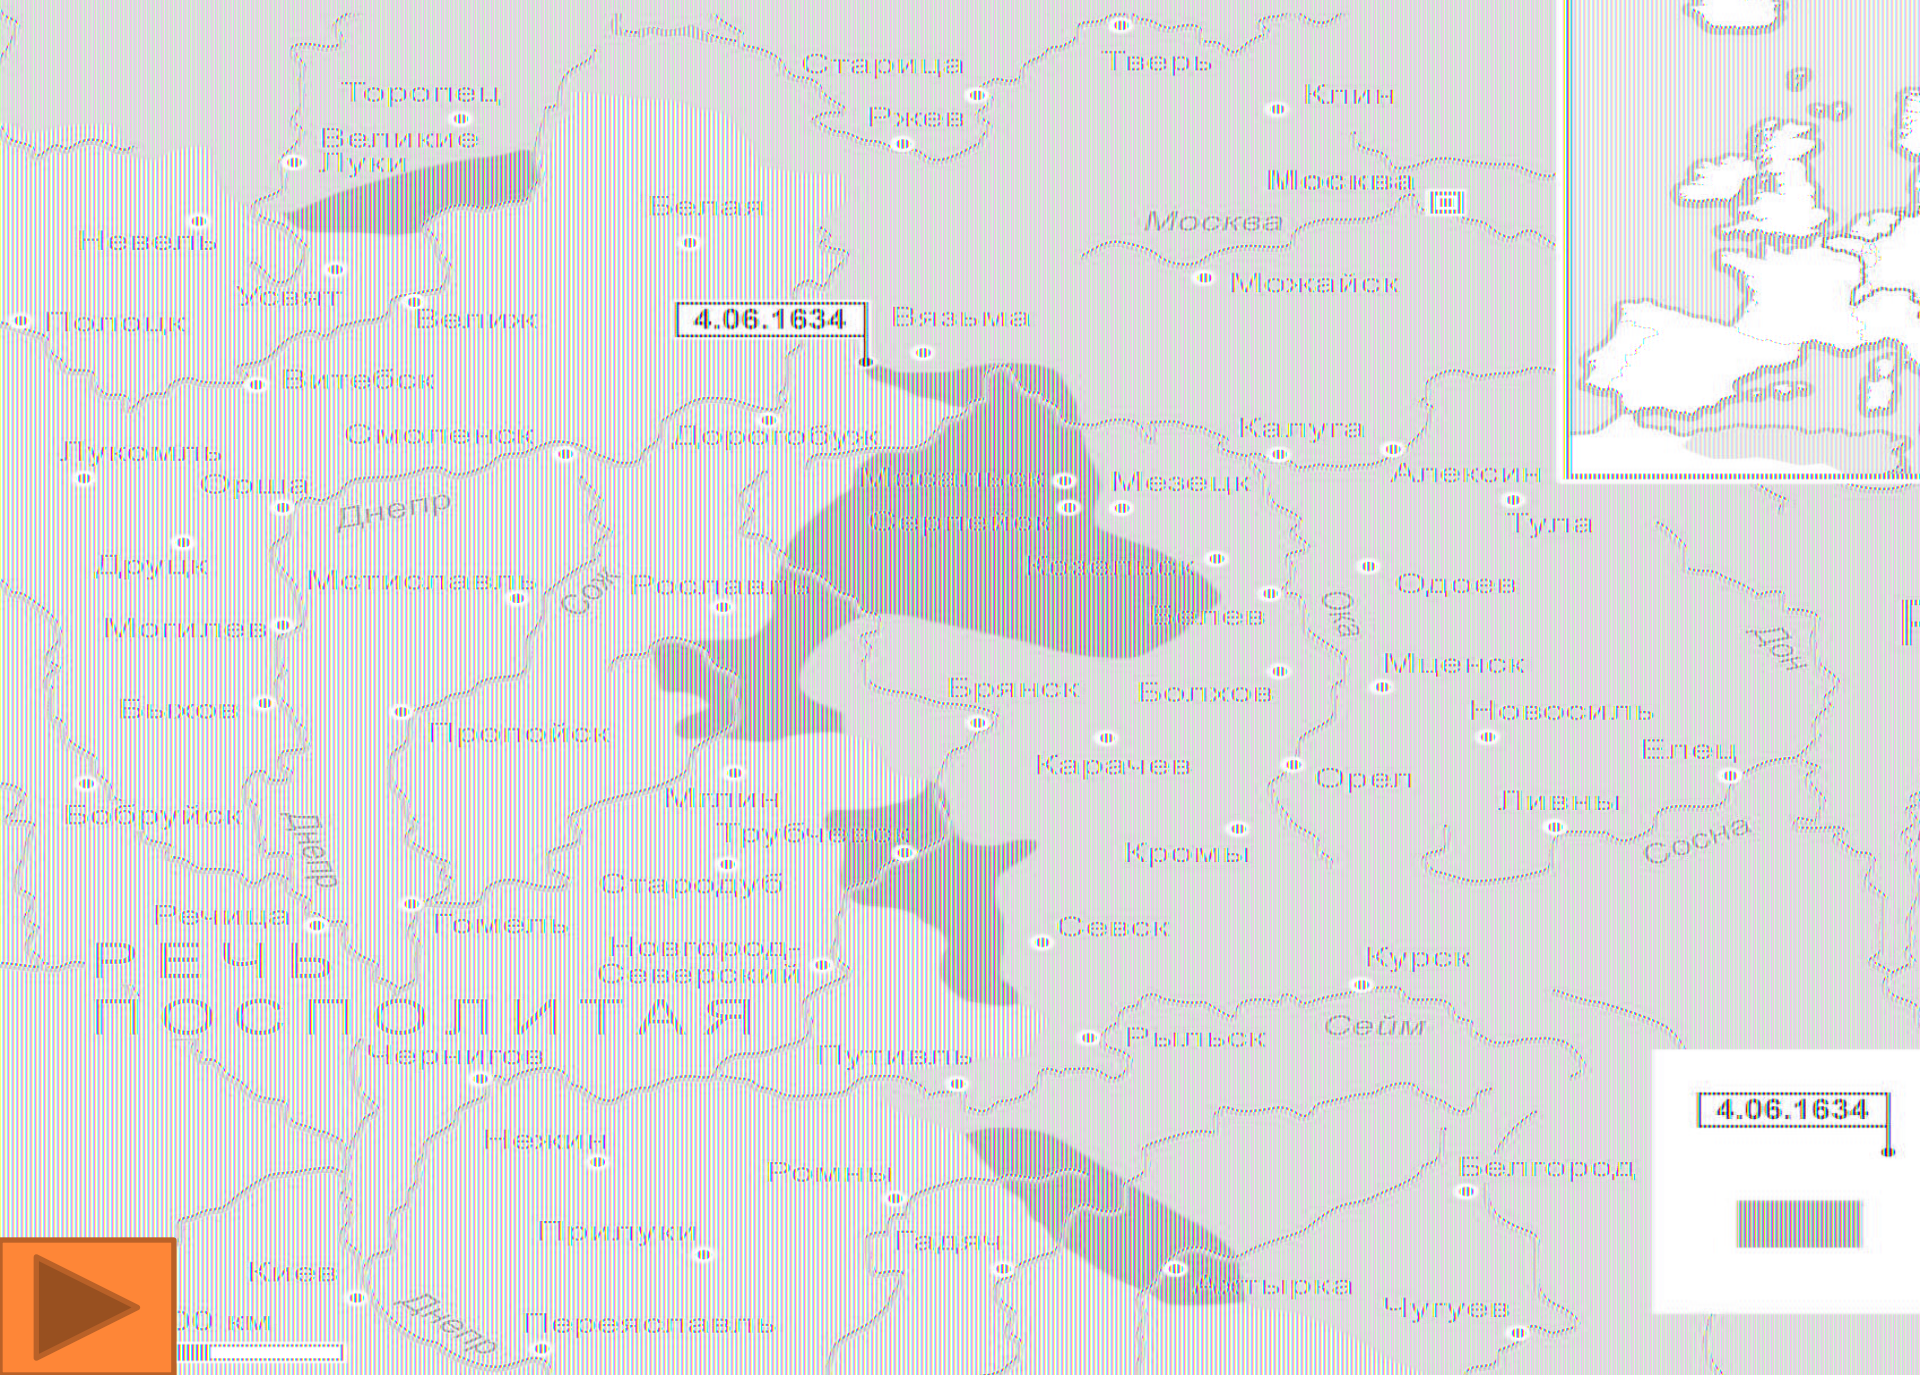 Старица
Тверь
Торопец
Клин
Ржев
Великие
Луки
Москва
Белая
Москва
Невель
Усвят
Можайск
Полоцк
Велиж
4.06.1634
Вязьма
Витебск
Смоленск
Дорогобуж
Калуга
Лукомль
Орша
Мосальск
Мезецк
Алексин
Днепр
Серпейск
Тула
Друцк
Мстиславль
Сож
Рославль
Козельск
Одоев
Могилев
Белев
Ока
Дон
Мценск
Брянск
Болхов
Быхов
Пропойск
Новосиль
Елец
Карачев
Орел
Бобруйск
Мглин
Ливны
Днепр
Трубчевск
Кромы
Сосна
Стародуб
Речица
Гомель
Севск
РЕЧЬ
Новгород-
Северский
Курск
ПОСПОЛИТАЯ
Сейм
Рыльск
Чернигов
Путивль
4.06.1634
Нежин
Ромны
Белгород
Прилуки
Гадяч
Киев
Ахтырка
Днепр
Чугуев
00 км
Переяславль